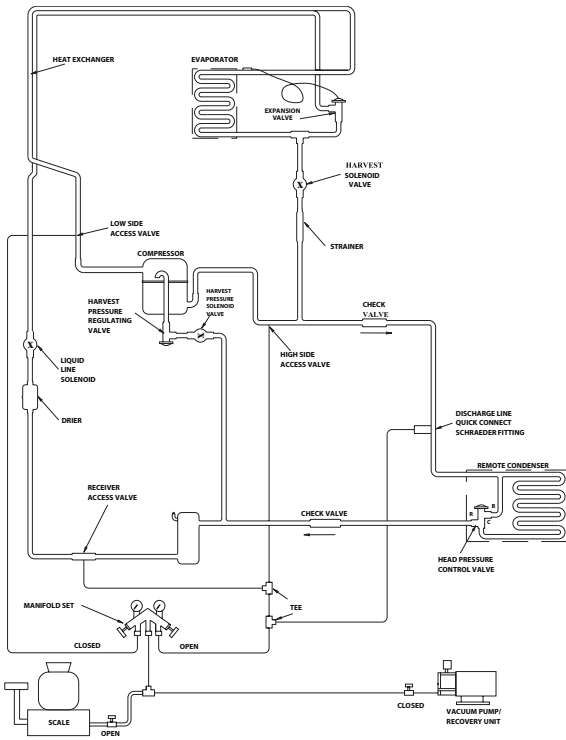 HEAT EXCHANGER
EVAPORATOR
EXPANSION
VALVE
HARVEST
SOLENOID
VALVE
STRAINER
LOW SIDE
ACCESS VALVE
COMPRESSOR
HARVEST
PRESSURE
REGULATING
VALVE
HARVEST
PRESSURE
SOLENOID
VALVE
CHECK
VALVE
HIGH SIDE
ACCESS VALVE
X
X
X
LIQUID
LINE
SOLENOID
DRIER
DISCHARGE LINE
QUICK CONNECT
SCHRAEDER FITTING
REMOTE CONDENSER
R
B
C
HEAD PRESSURE
CONTROL VALVE
RECEIVER
ACCESS VALVE
CHECK VALVE
MANIFOLD SET
TEE
CLOSED
OPEN
SCALE
OPEN
CLOSED
VACUUM PUMP/
RECOVERY UNIT